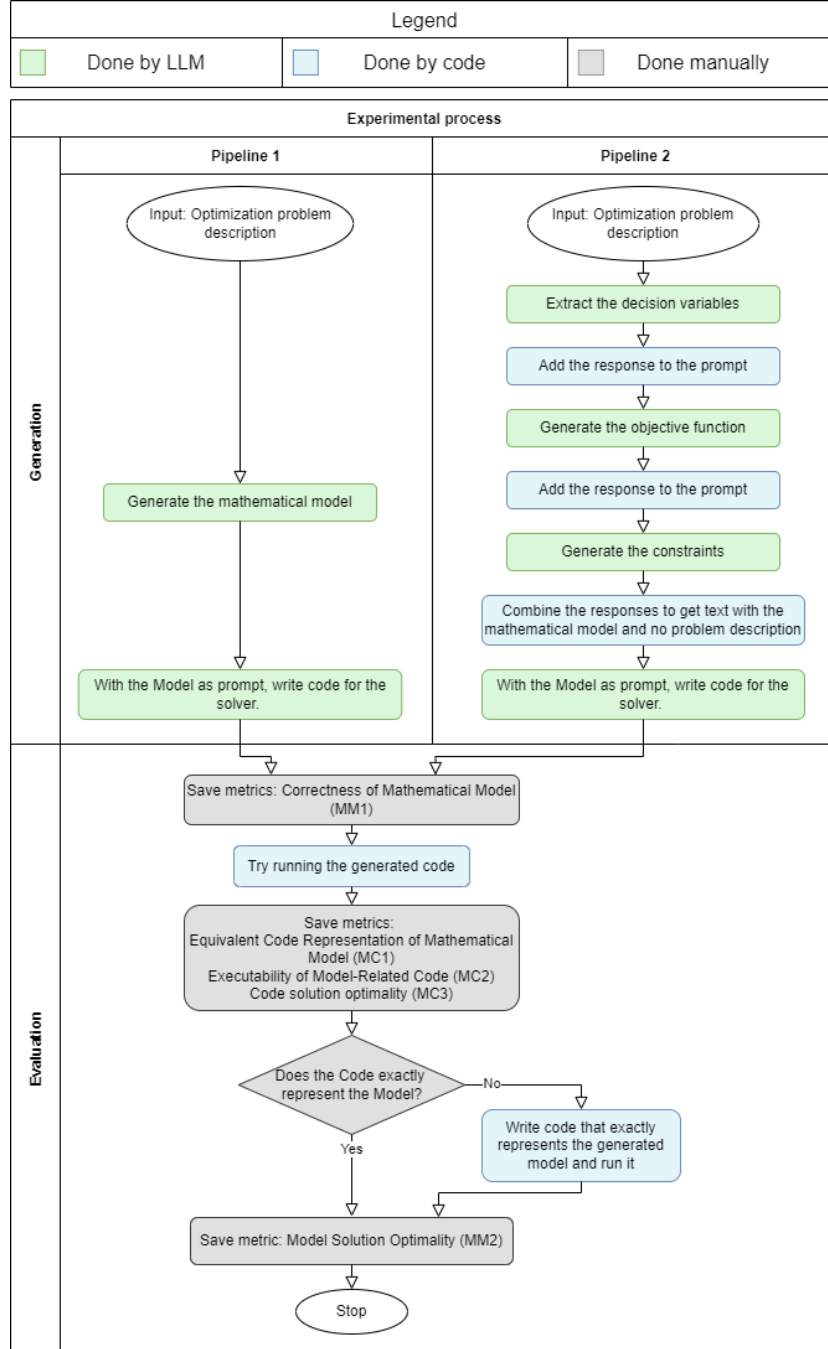 Legend
Done by LLM
Done by code
Done manually
Experimental process
Pipeline 1
Pipeline 2
Generation
Input: Optimization problem
description
Generate the mathematical model
With the Model as prompt, write code for the
solver.
Input: Optimization problem
description
Extract the decision variables
Add the response to the prompt
Generate the objective function
Add the response to the prompt
Generate the constraints
Combine the responses to get text with the
mathematical model and no problem description
With the Model as prompt, write code for the
solver.
Evaluation
Save metrics: Correctness of Mathematical Model
(MM1)
Try running the generated code
Save metrics:
Equivalent Code Representation of Mathematical
Model (MC1)
Executability of Model-Related Code (MC2)
Code solution optimality (MC3)
Does the Code exactly
represent the Model?
No
Write code that exactly
represents the generated
model and run it
Yes
Save metric: Model Solution Optimality (MM2)
Stop